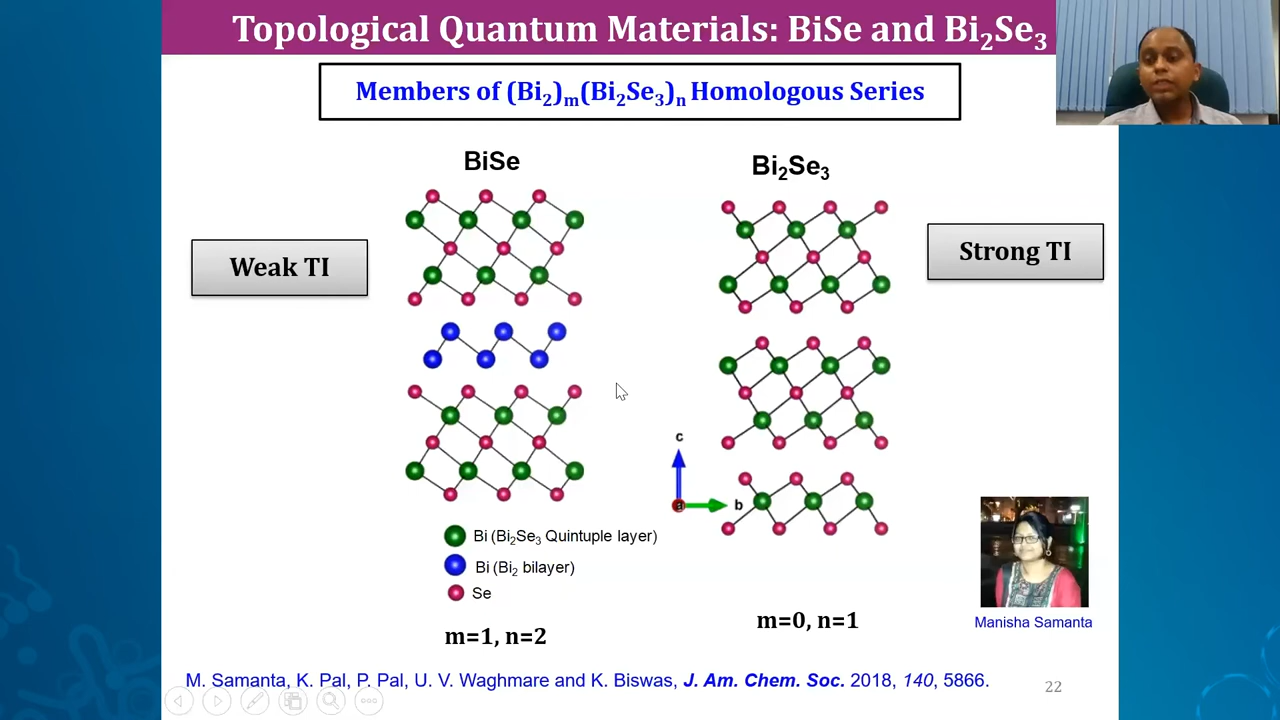 Topological Quantum Materials: BiSe and Bi₂Se₃
Members of (Bi₂)ₘ(Bi₂Se₃)ₙ Homologous Series
BiSe
Bi₂Se₃
Weak TI
Strong TI
c
a
b
Bi (Bi₂Se₃ Quintuple layer)
Bi (Bi₂ bilayer)
Se
m=1, n=2
m=0, n=1
Manisha Samanta
M. Samanta, K. Pal, P. Pal, U. V. Waghmare and K. Biswas, J. Am. Chem. Soc. 2018, 140, 5866.
22